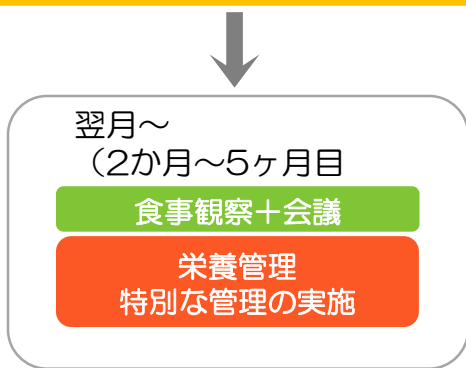 翌月～
（2か月～5ヶ月目
食事観察＋会議
栄養管理
特別な管理の実施